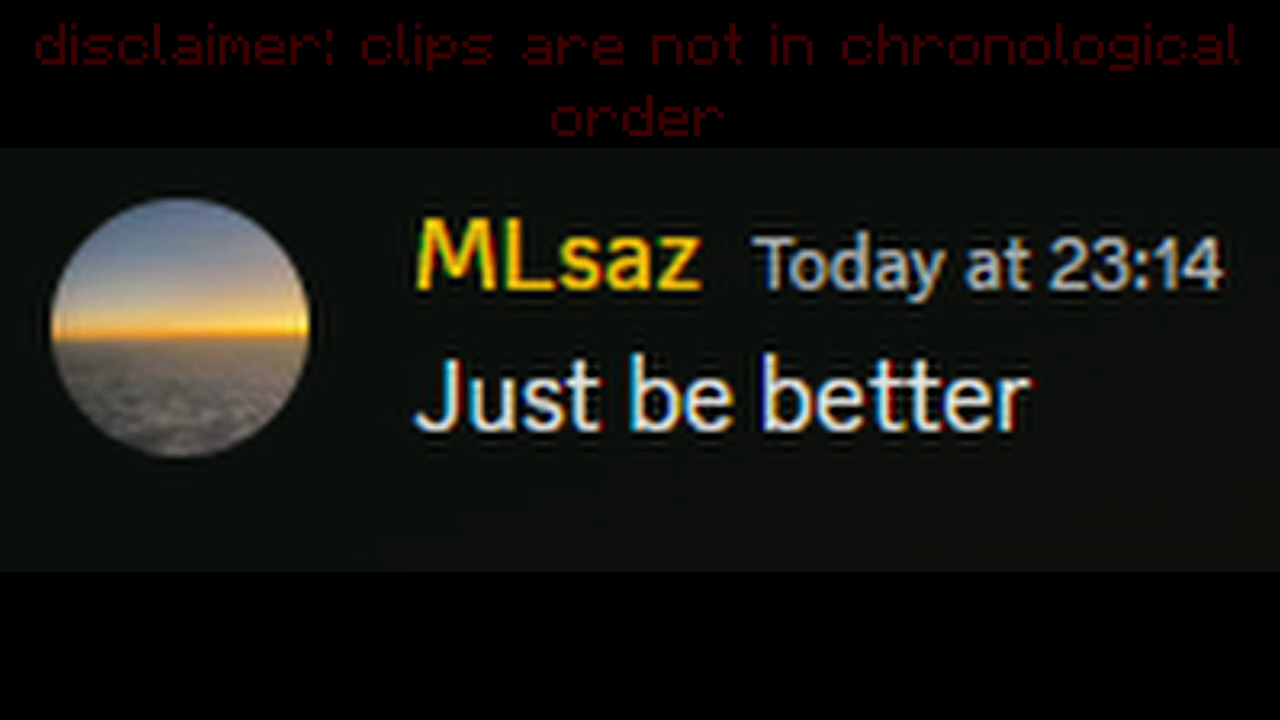 disclaimer: clips are not in chronological
order
MLsaz Today at 23:14
Just be better